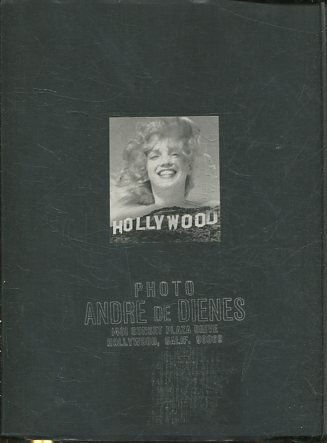 HOLLYWOOD
PHOTO
ANDRE DE DIENES
1401 SUNSET PLAZA DRIVE
HOLLYWOOD, CALIF. 90069